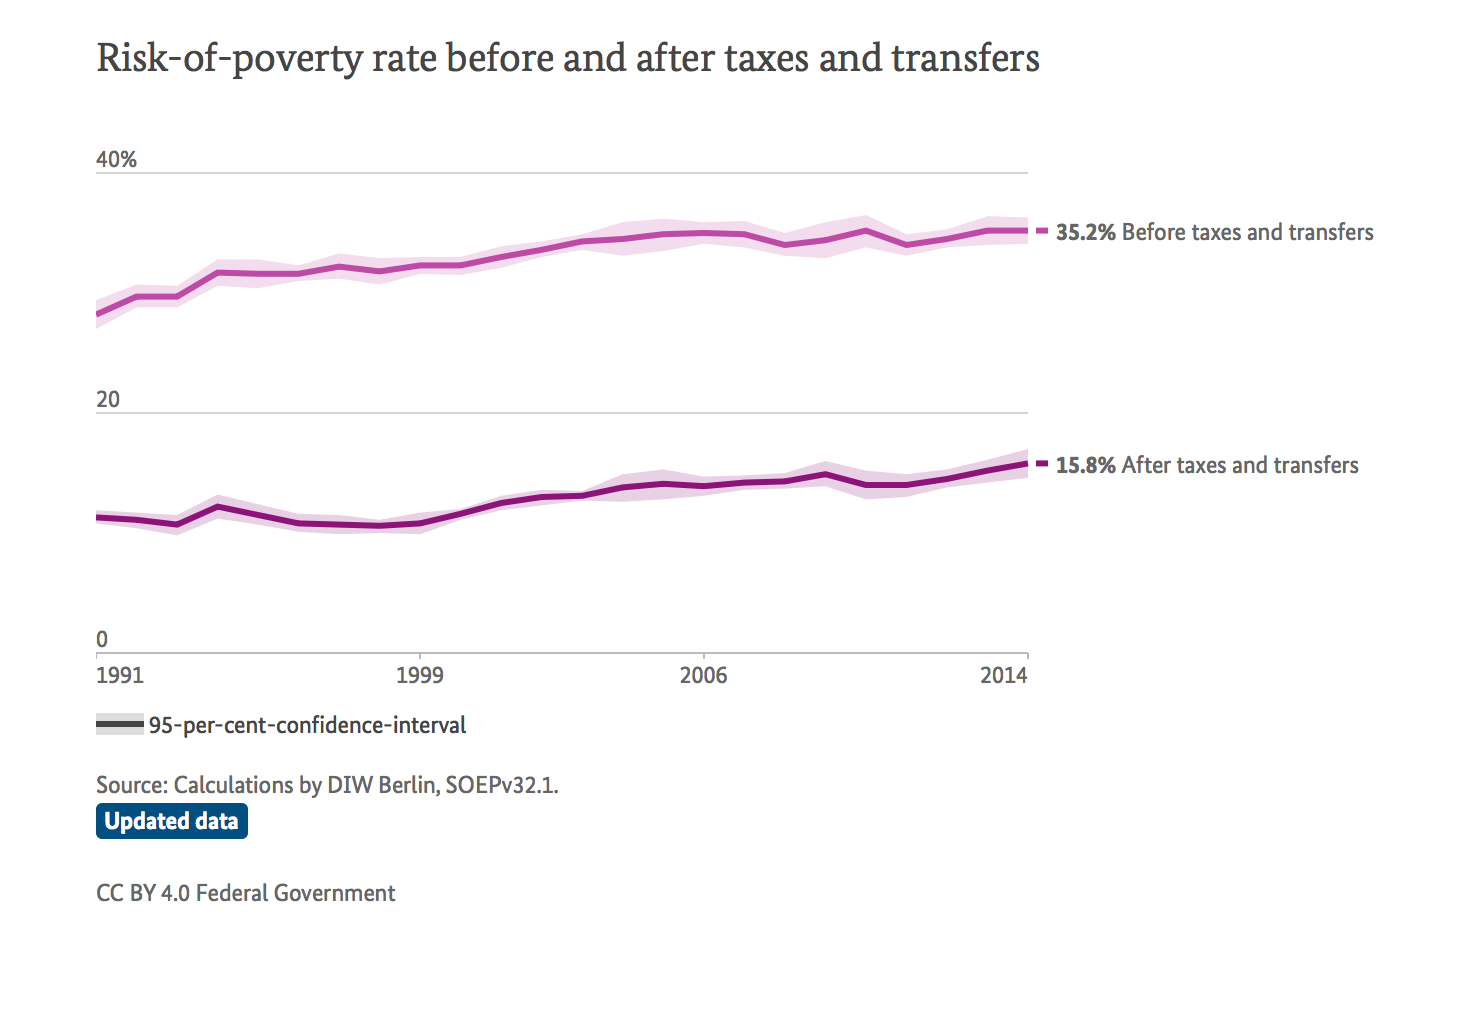 Risk-of-poverty rate before and after taxes and transfers
40%
35.2% Before taxes and transfers
20
15.8% After taxes and transfers
0
1991 1999 2006 2014
95-per-cent-confidence-interval
Source: Calculations by DIW Berlin, SOEPv32.1.
Updated data
CC BY 4.0 Federal Government